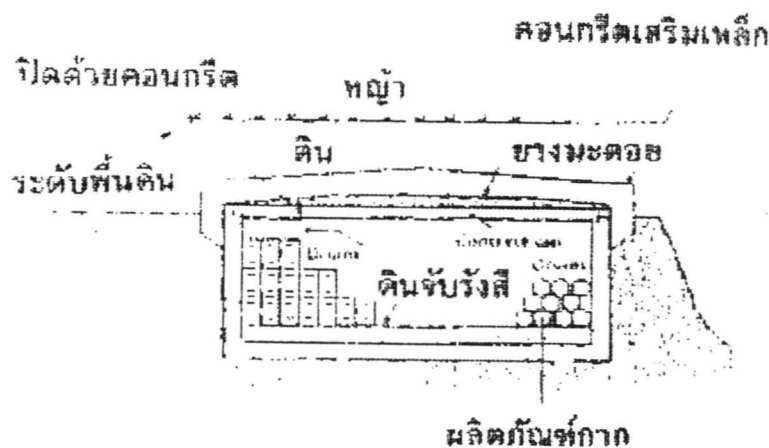 คอนกรีตเสริมเหล็ก
ปิดด้วยคอนกรีต
หญ้า
ดิน
ยางมะตอย
ระดับพื้นดิน
ดินจับรังสี
ผลิตภัณฑ์กาก